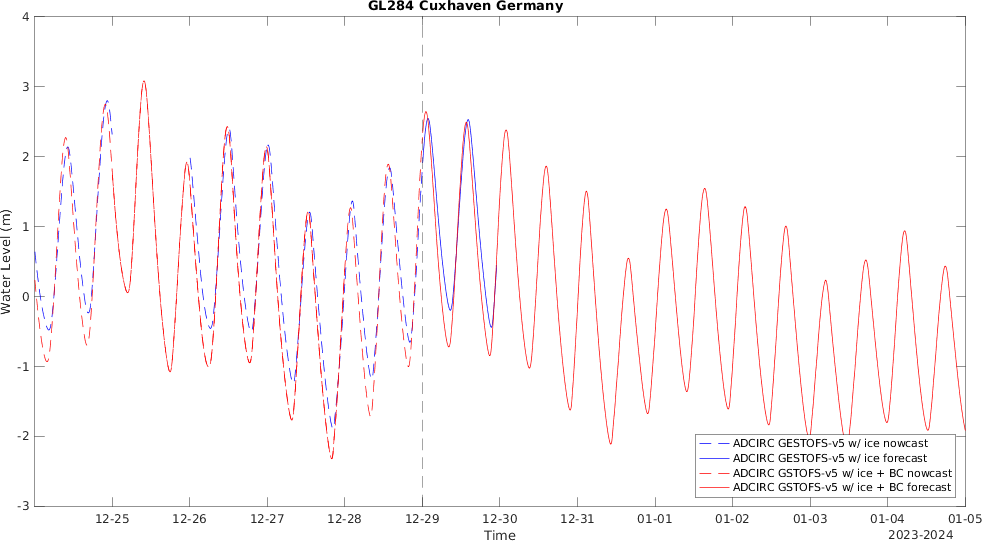 GL284 Cuxhaven Germany
4
3
2
1
0
-1
-2
-3
Water Level (m)
ADCIRC GESTOFS-v5 w/ ice nowcast
ADCIRC GESTOFS-v5 w/ ice forecast
ADCIRC GSTOFS-v5 w/ ice + BC nowcast
ADCIRC GSTOFS-v5 w/ ice + BC forecast
12-25 12-26 12-27 12-28 12-29 12-30 12-31 01-01 01-02 01-03 01-04 01-05
Time
2023-2024